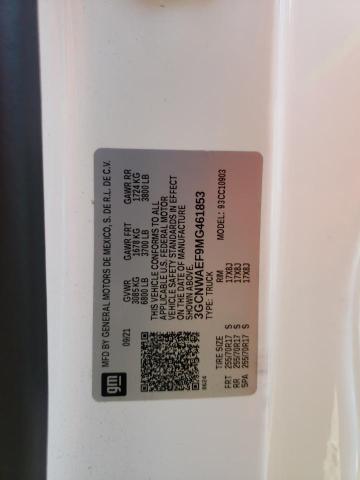 MFD BY GENERAL MOTORS DE MEXICO, S. DE R.L. DE C.V.
09/21
GVWR GAWR FRT GAWR RR
3085 KG 1678 KG 1724 KG
6800 LB 3700 LB 3800 LB
THIS VEHICLE CONFORMS TO ALL
APPLICABLE U.S. FEDERAL MOTOR
VEHICLE SAFETY STANDARDS IN EFFECT
ON THE DATE OF MANUFACTURE
SHOWN ABOVE.
3GCNWAEF9MG461853
TYPE: TRUCK MODEL: 93CC10903
gm
TIRE SIZE RIM
FRT 255/70R17 S 17X8J
RR 255/70R17 S 17X8J
SPA 255/70R17 S 17X8J